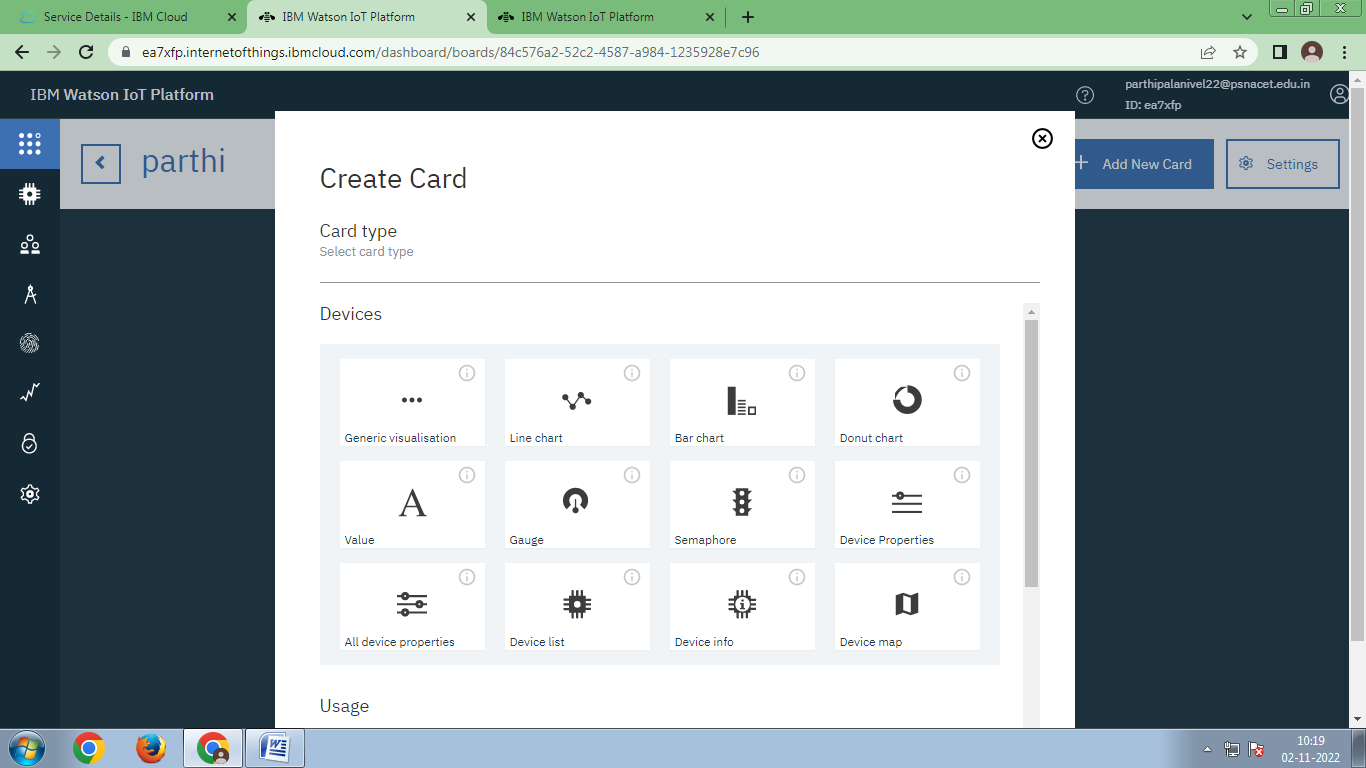 Service Details - IBM Cloud
IBM Watson IoT Platform
IBM Watson IoT Platform
ea7xfp.internetofthings.ibmcloud.com/dashboard/boards/84c576a2-52c2-4587-a984-1235928e7c96
IBM Watson IoT Platform
parthipalanivel22@psnacet.edu.in
ID: ea7xfp
parthi
Add New Card
Settings
Create Card
Card type
Select card type
Devices
Generic visualisation
Line chart
Bar chart
Donut chart
A
Value
Gauge
Semaphore
Device Properties
All device properties
Device list
Device info
Device map
Usage
10:19
02-11-2022